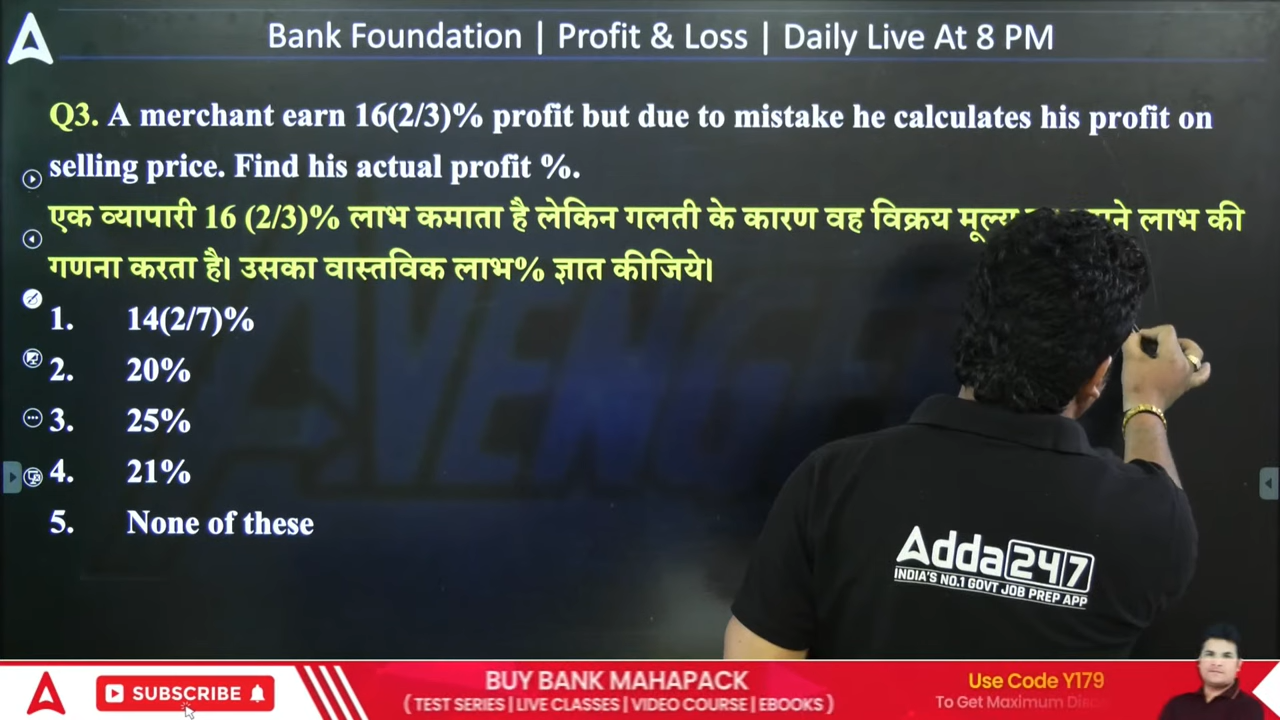 Bank Foundation | Profit & Loss | Daily Live At 8 PM
Q3. A merchant earn 16(2/3)% profit but due to mistake he calculates his profit on
selling price. Find his actual profit %.
एक व्यापारी 16 (2/3)% लाभ कमाता है लेकिन गलती के कारण वह विक्रय मूल्य लाभ की
गणना करता है। उसका वास्तविक लाभ% ज्ञात कीजिये।
1. 14(2/7)%
2. 20%
3. 25%
4. 21%
5. None of these
AVENGE
Adda247
INDIA'S NO.1 GOVT JOB PREP APP
SUBSCRIBE
BUY BANK MAHAPACK
( TEST SERIES | LIVE CLASSES | VIDEO COURSE | EBOOKS )
Use Code Y179
To Get Maximum